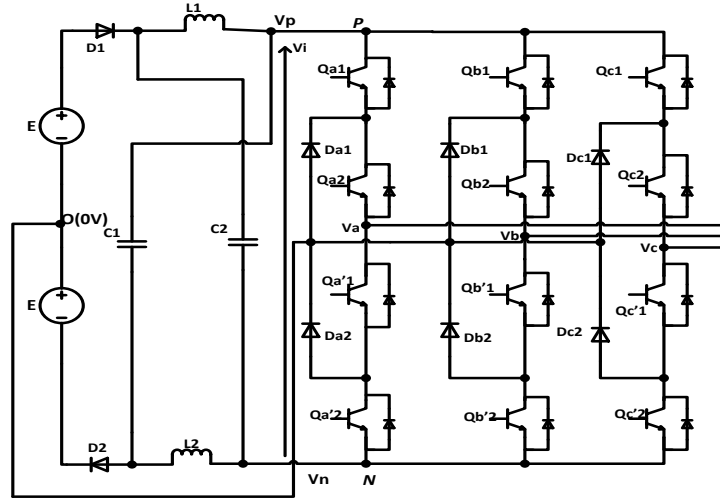 L1
Vp
P
D1
Vi
Qa1
Qb1
Qc1
E
Da1
Db1
Dc1
Qa2
Qb2
Qc2
O(0V)
C1
C2
Va
Vb
Vc
E
Qa'1
Qb'1
Qc'1
Da2
Db2
Dc2
Qa'2
Qb'2
Qc'2
D2
L2
Vn
N